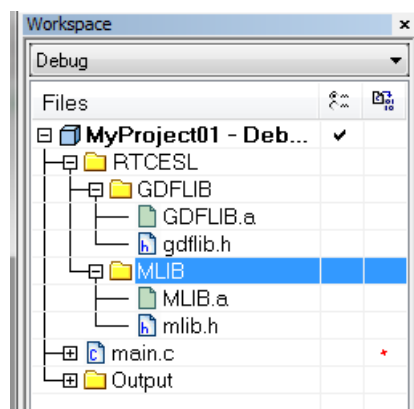 Workspace x
Debug
Files
MyProject01 - Deb...
RTCESL
GDFLIB
GDFLIB.a
h gdflib.h
MLIB
MLIB.a
h mlib.h
c main.c
Output